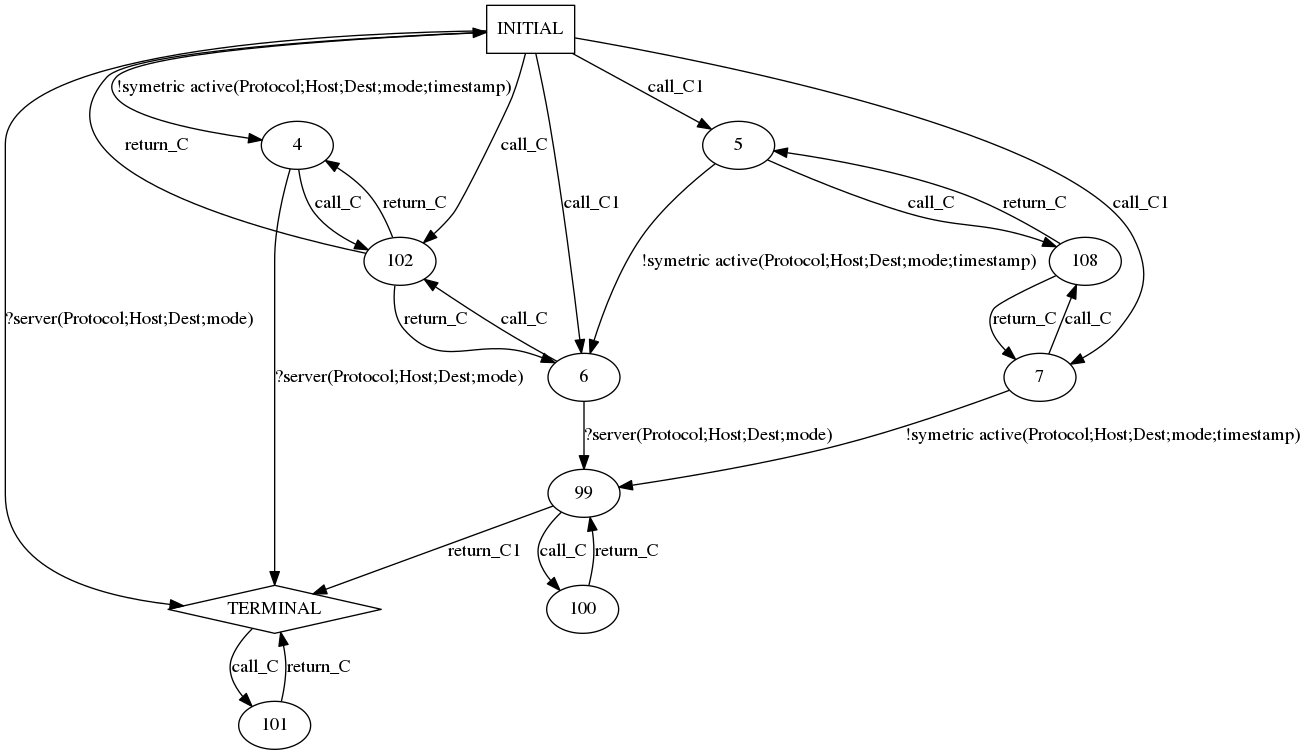 INITIAL
!symetric active(Protocol;Host;Dest;mode;timestamp)
call_C1
return_C
4
call_C
5
call_C
return_C
call_C1
call_C
return_C
call_C1
102
!symetric active(Protocol;Host;Dest;mode;timestamp)
108
?server(Protocol;Host;Dest;mode)
return_C
call_C
return_C
call_C
?server(Protocol;Host;Dest;mode)
6
7
?server(Protocol;Host;Dest;mode)
!symetric active(Protocol;Host;Dest;mode;timestamp)
99
return_C1
call_C
return_C
TERMINAL
100
call_C
return_C
101